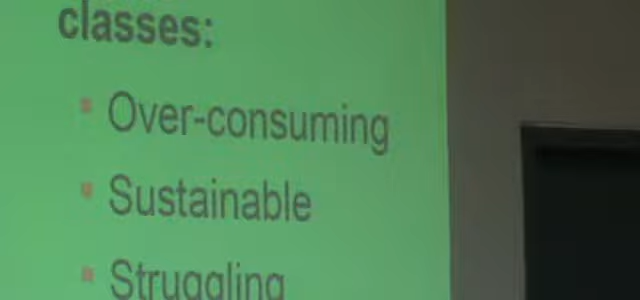 classes:
Over-consuming
Sustainable
Struggling